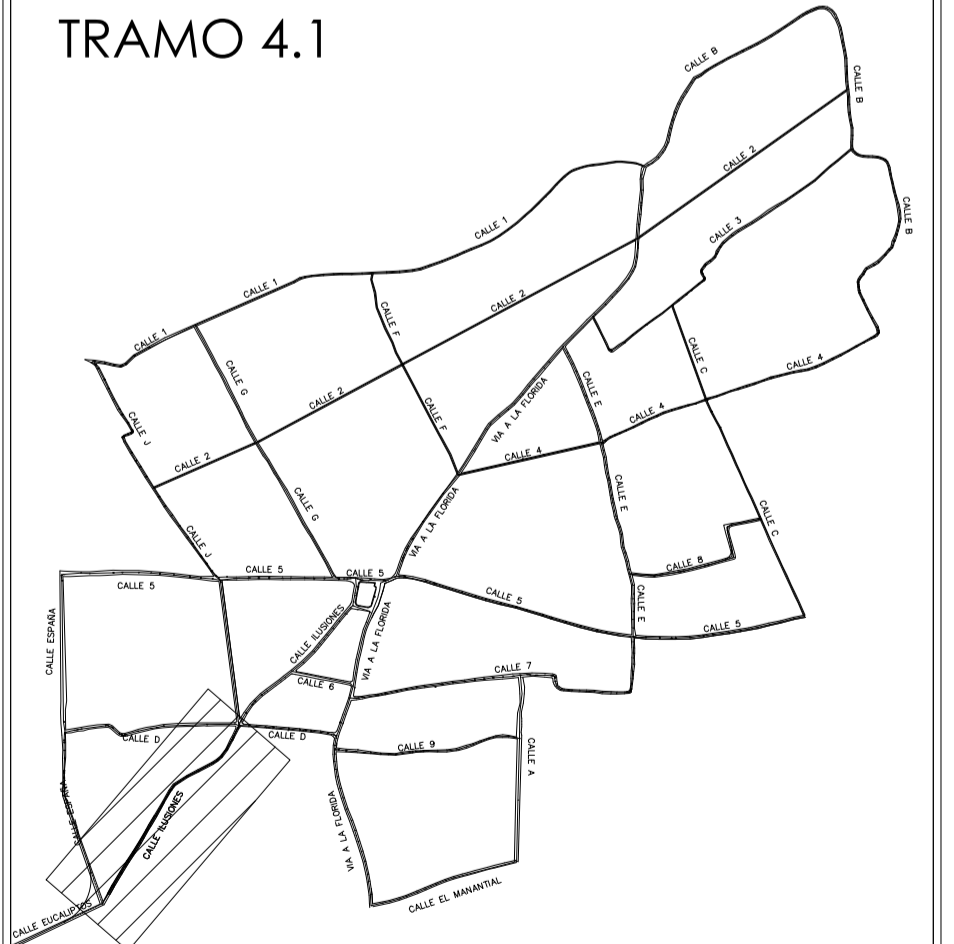 TRAMO 4.1
CALLE B
CALLE B
CALLE 2
CALLE B
CALLE 3
CALLE 1
CALLE 1
CALLE 2
CALLE F
CALLE 1
CALLE C
CALLE 4
CALLE G
CALLE E
VIA A LA FLORIDA
CALLE 2
CALLE F
CALLE 4
CALLE J
CALLE 4
CALLE 2
CALLE E
CALLE G
VIA A LA FLORIDA
CALLE C
CALLE J
CALLE 8
CALLE 5
CALLE 5
CALLE 5
CALLE 5
CALLE E
CALLE 5
CALLE ESPAÑA
CALLE ILUSIONES
VIA A LA FLORIDA
CALLE 7
CALLE 6
CALLE D
CALLE D
CALLE 9
CALLE A
CALLE ESPAÑA
CALLE ILUSIONES
VIA A LA FLORIDA
CALLE EL MANANTIAL
CALLE EUCALIPTOS